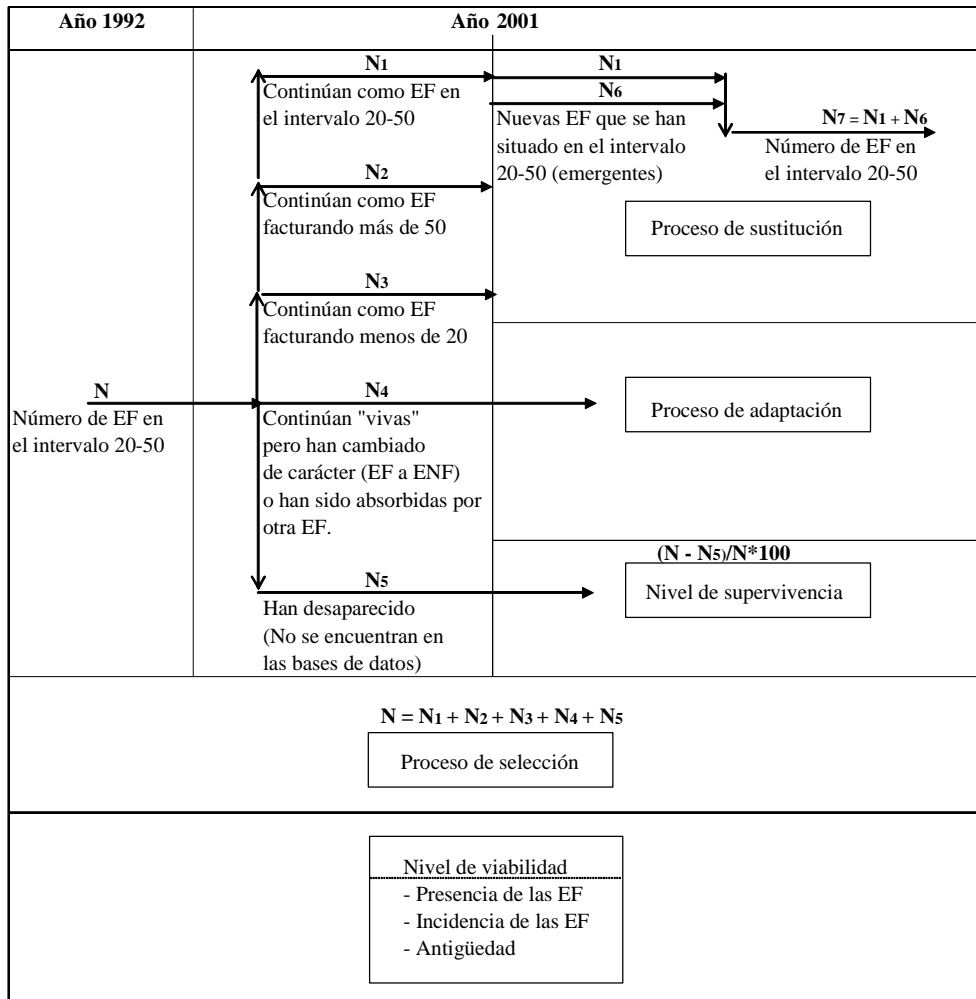 Año 1992
Año 2001
N1
Continúan como EF en
el intervalo 20-50
N1
N6
Nuevas EF que se han
situado en el intervalo
20-50 (emergentes)
N7 = N1 + N6
Número de EF en
el intervalo 20-50
N2
Continúan como EF
facturando más de 50
Proceso de sustitución
N3
Continúan como EF
facturando menos de 20
N
Número de EF en
el intervalo 20-50
N4
Continúan "vivas"
pero han cambiado
de carácter (EF a ENF)
o han sido absorbidas por
otra EF.
Proceso de adaptación
N5
Han desaparecido
(No se encuentran en
las bases de datos)
(N - N5)/N*100
Nivel de supervivencia
N = N1 + N2 + N3 + N4 + N5
Proceso de selección
Nivel de viabilidad
- Presencia de las EF
- Incidencia de las EF
- Antigüedad